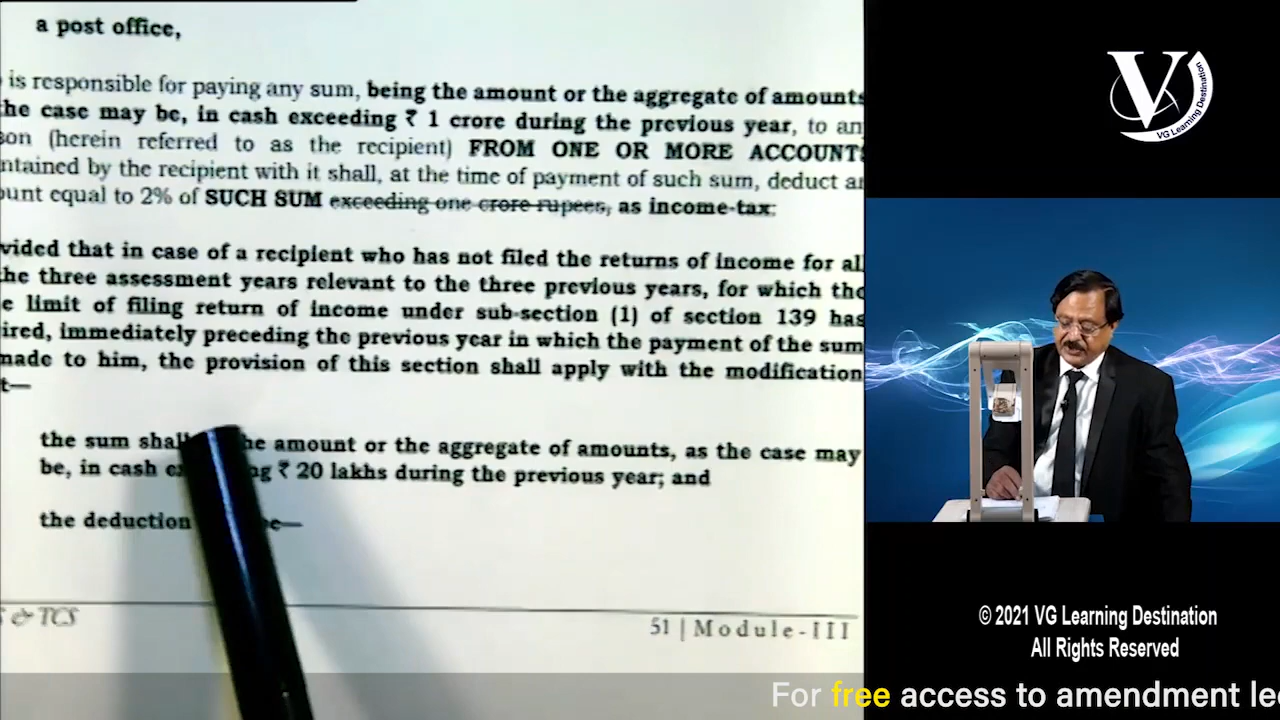 a post office,
is responsible for paying any sum, being the amount or the aggregate of amounts
the case may be, in cash exceeding ₹ 1 crore during the previous year, to an
son (herein referred to as the recipient) FROM ONE OR MORE ACCOUNTS
ntained by the recipient with it shall, at the time of payment of such sum, deduct an
ount equal to 2% of SUCH SUM exceeding one crore rupees, as income-tax:
vided that in case of a recipient who has not filed the returns of income for all
the three assessment years relevant to the three previous years, for which the
e limit of filing return of income under sub-section (1) of section 139 has
ired, immediately preceding the previous year in which the payment of the sum
made to him, the provision of this section shall apply with the modification
t—
the sum shall he amount or the aggregate of amounts, as the case may
be, in cash ng ₹ 20 lakhs during the previous year; and
the deduction be—
S & TCS
51 | Module-III
V
VG Learning Destination
© 2021 VG Learning Destination
All Rights Reserved
For free access to amendment lec